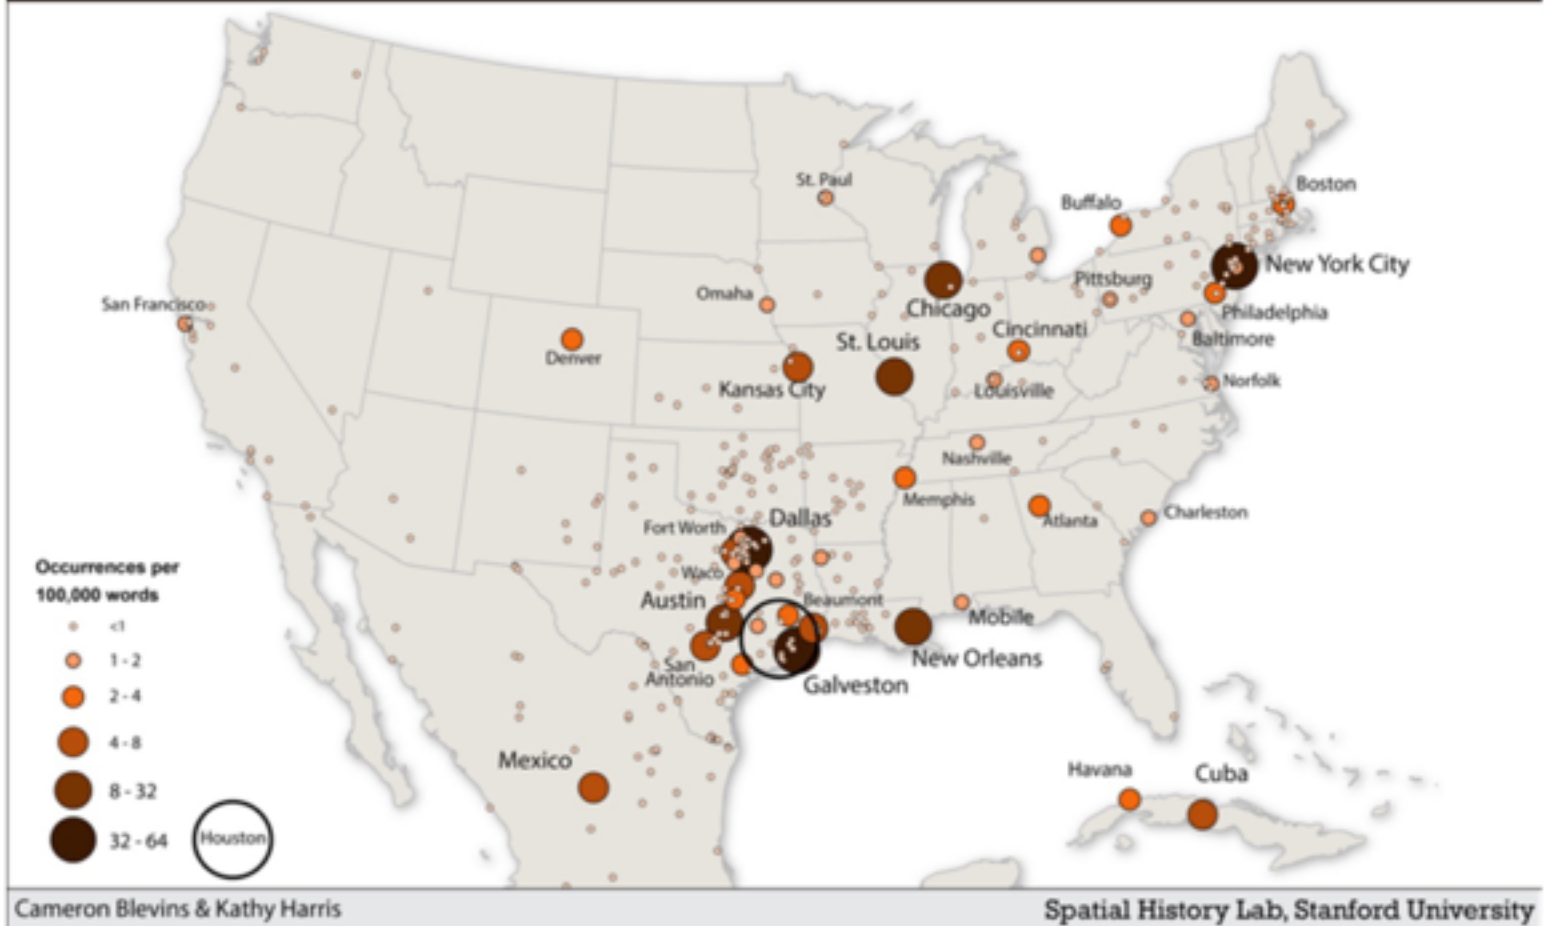 St. Paul
Boston
Buffalo
New York City
Pittsburg
Omaha
San Francisco
Chicago
Philadelphia
Cincinnati
Baltimore
St. Louis
Denver
Kansas City
Louisville
Norfolk
Nashville
Memphis
Charleston
Atlanta
Dallas
Fort Worth
Waco
Austin
Beaumont
Mobile
New Orleans
San
Antonio
Galveston
Mexico
Havana
Cuba
Occurrences per
100,000 words
<1
1 - 2
2 - 4
4 - 8
8 - 32
32 - 64
Houston
Cameron Blevins & Kathy Harris
Spatial History Lab, Stanford University